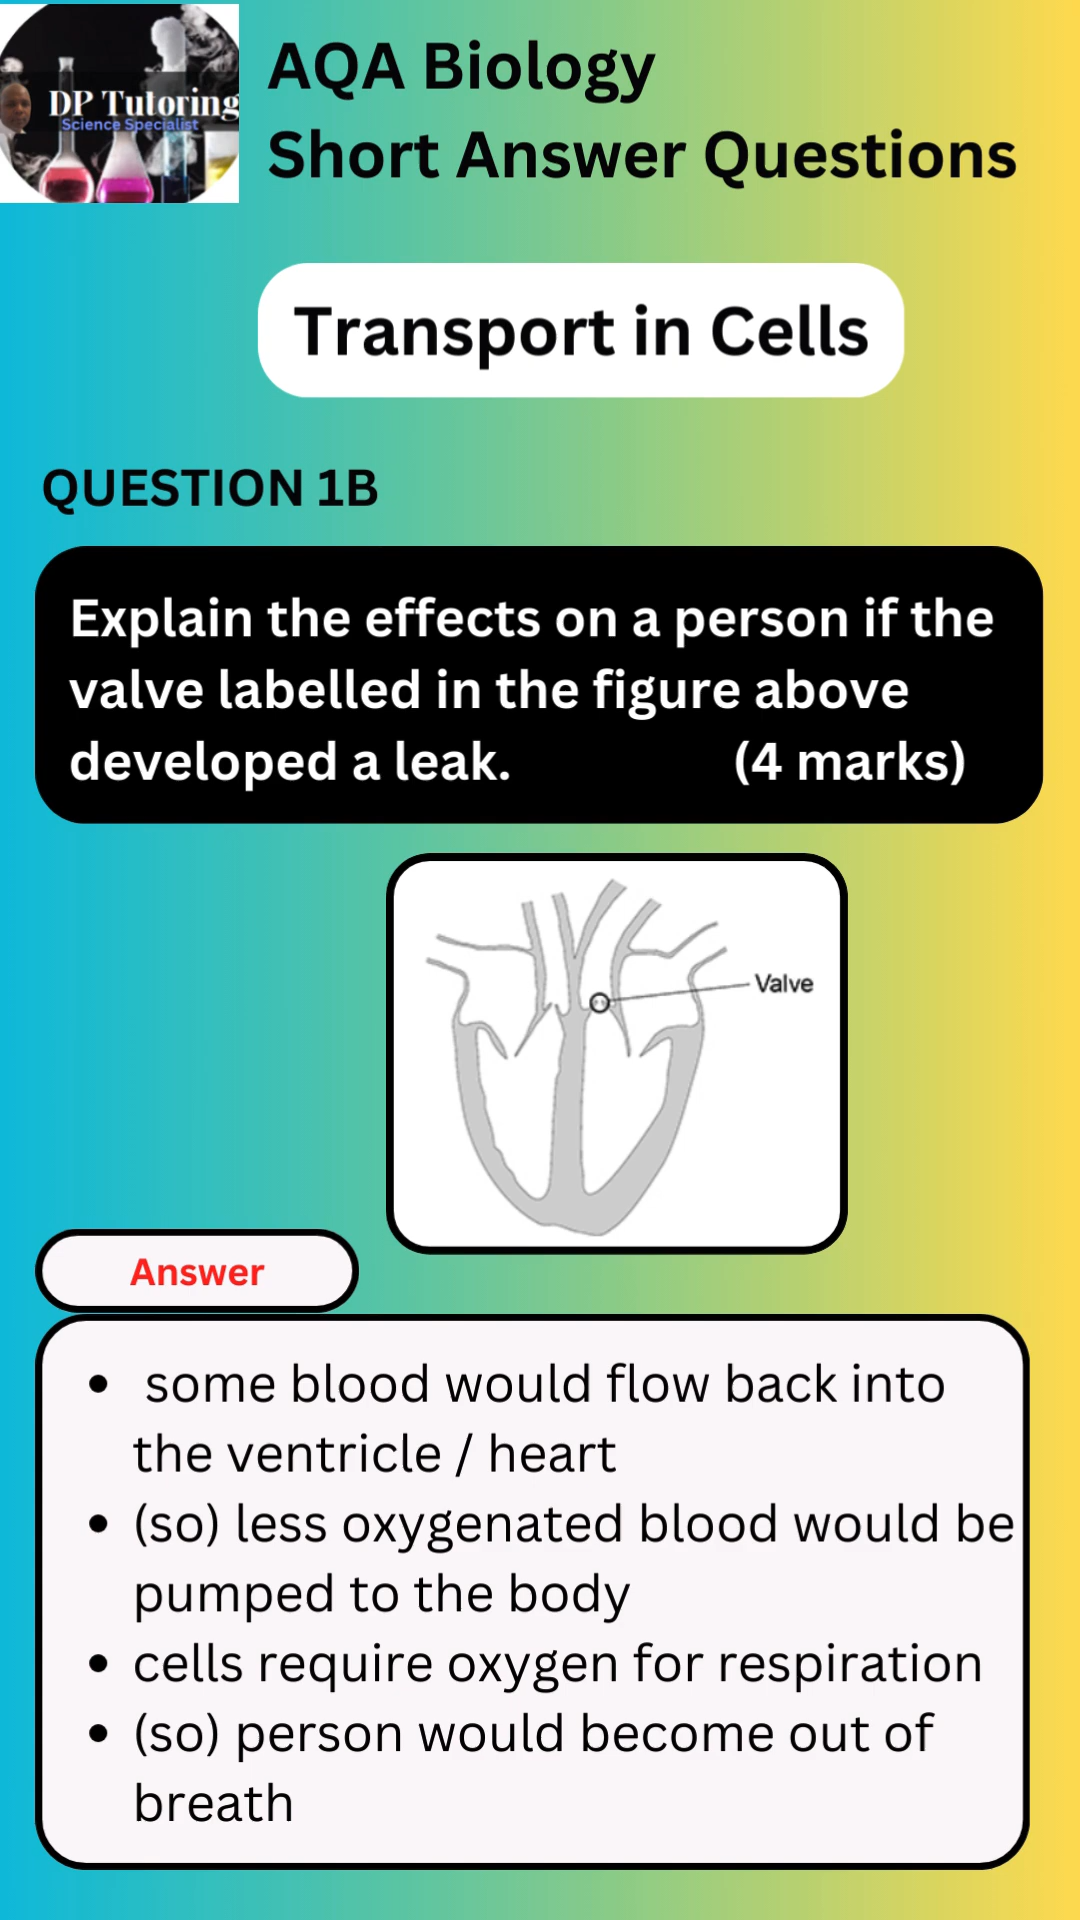 DP Tutoring
Science Specialist
AQA Biology
Short Answer Questions
Transport in Cells
QUESTION 1B
Explain the effects on a person if the
valve labelled in the figure above
developed a leak. (4 marks)
Valve
Answer
• some blood would flow back into
the ventricle / heart
• (so) less oxygenated blood would be
pumped to the body
• cells require oxygen for respiration
• (so) person would become out of
breath